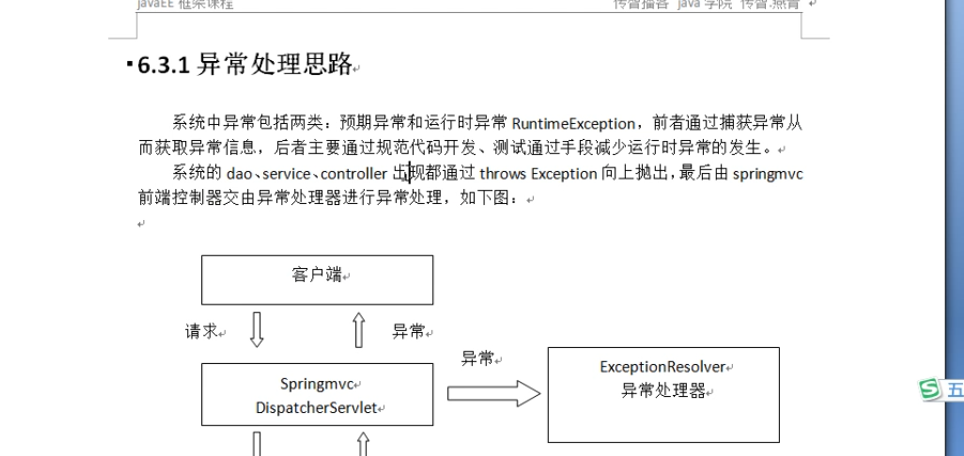 javaEE 框架课程 传智播客 java 学院 传智.燕青
6.3.1 异常处理思路
系统中异常包括两类：预期异常和运行时异常 RuntimeException，前者通过捕获异常从
而获取异常信息，后者主要通过规范代码开发、测试通过手段减少运行时异常的发生。
系统的 dao、service、controller 出现都通过 throws Exception 向上抛出，最后由 springmvc
前端控制器交由异常处理器进行异常处理，如下图：
客户端
请求 异常
异常
Springmvc
DispatcherServlet
ExceptionResolver
异常处理器
五